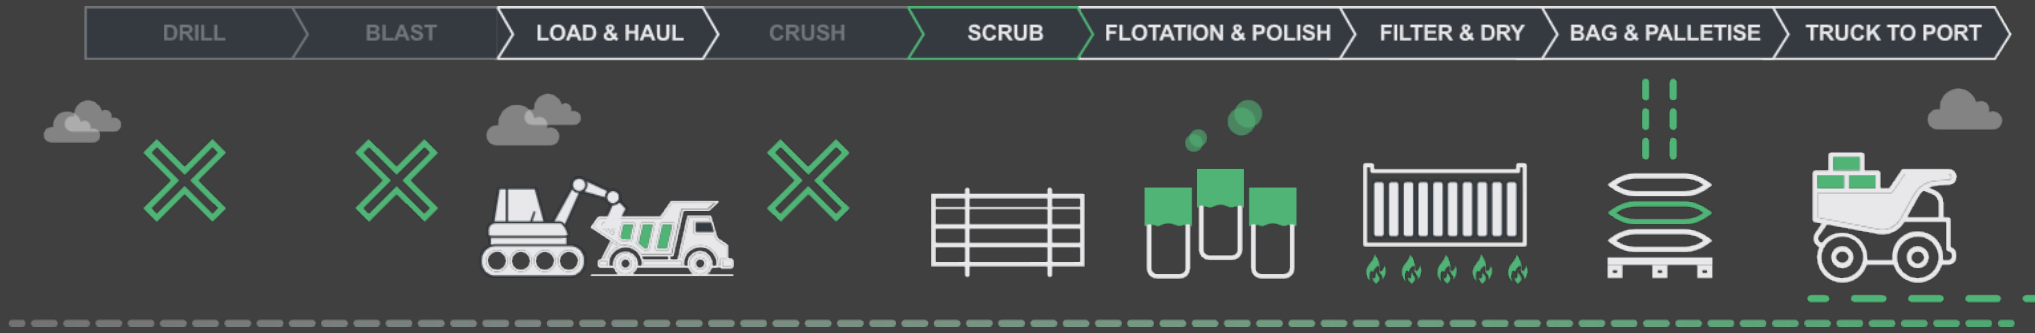 DRILL
BLAST
LOAD & HAUL
CRUSH
SCRUB
FLOTATION & POLISH
FILTER & DRY
BAG & PALLETISE
TRUCK TO PORT